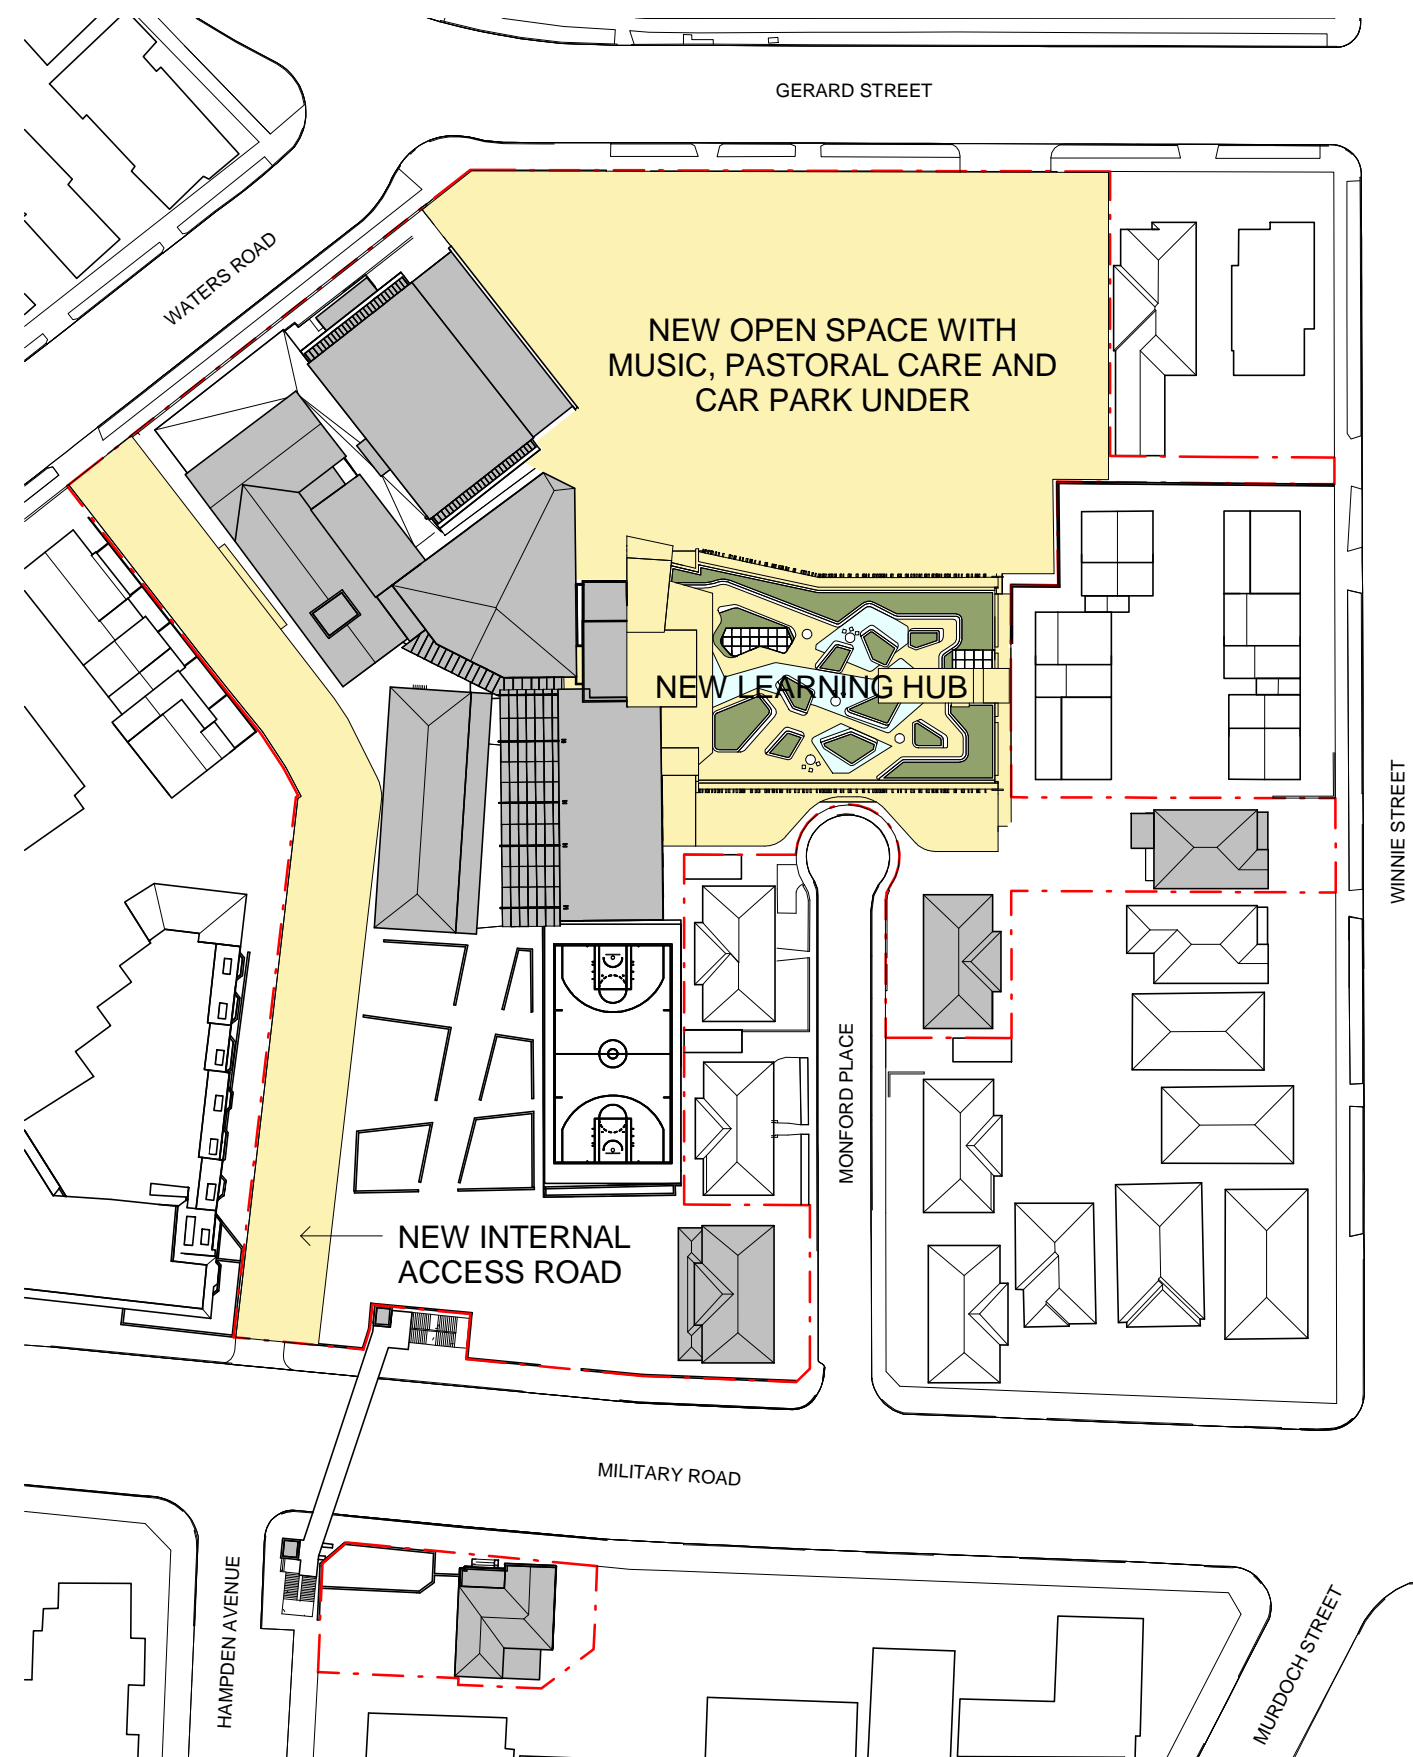 GERARD STREET
WATERS ROAD
NEW OPEN SPACE WITH
MUSIC, PASTORAL CARE AND
CAR PARK UNDER
NEW LEARNING HUB
WINNIE STREET
MONFORD PLACE
NEW INTERNAL
ACCESS ROAD
MILITARY ROAD
HAMPDEN AVENUE
MURDOCH STREET